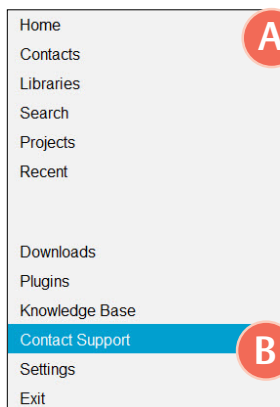 Home
A
Contacts
Libraries
Search
Projects
Recent
Downloads
Plugins
Knowledge Base
Contact Support
B
Settings
Exit